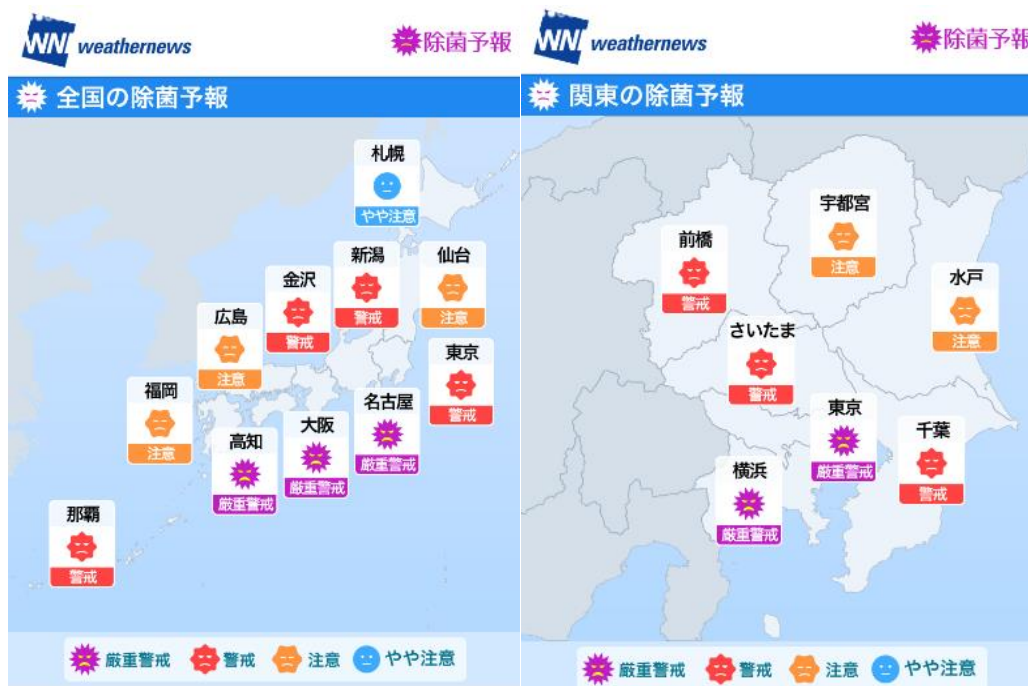 WNI weathernews
除菌予報
全国の除菌予報
札幌
やや注意
新潟
警戒
仙台
注意
金沢
警戒
広島
注意
東京
警戒
福岡
注意
名古屋
厳重警戒
大阪
厳重警戒
高知
厳重警戒
那覇
警戒
厳重警戒 警戒 注意 やや注意
WNI weathernews
除菌予報
関東の除菌予報
宇都宮
注意
前橋
警戒
水戸
注意
さいたま
警戒
東京
厳重警戒
千葉
警戒
横浜
厳重警戒
厳重警戒 警戒 注意 やや注意